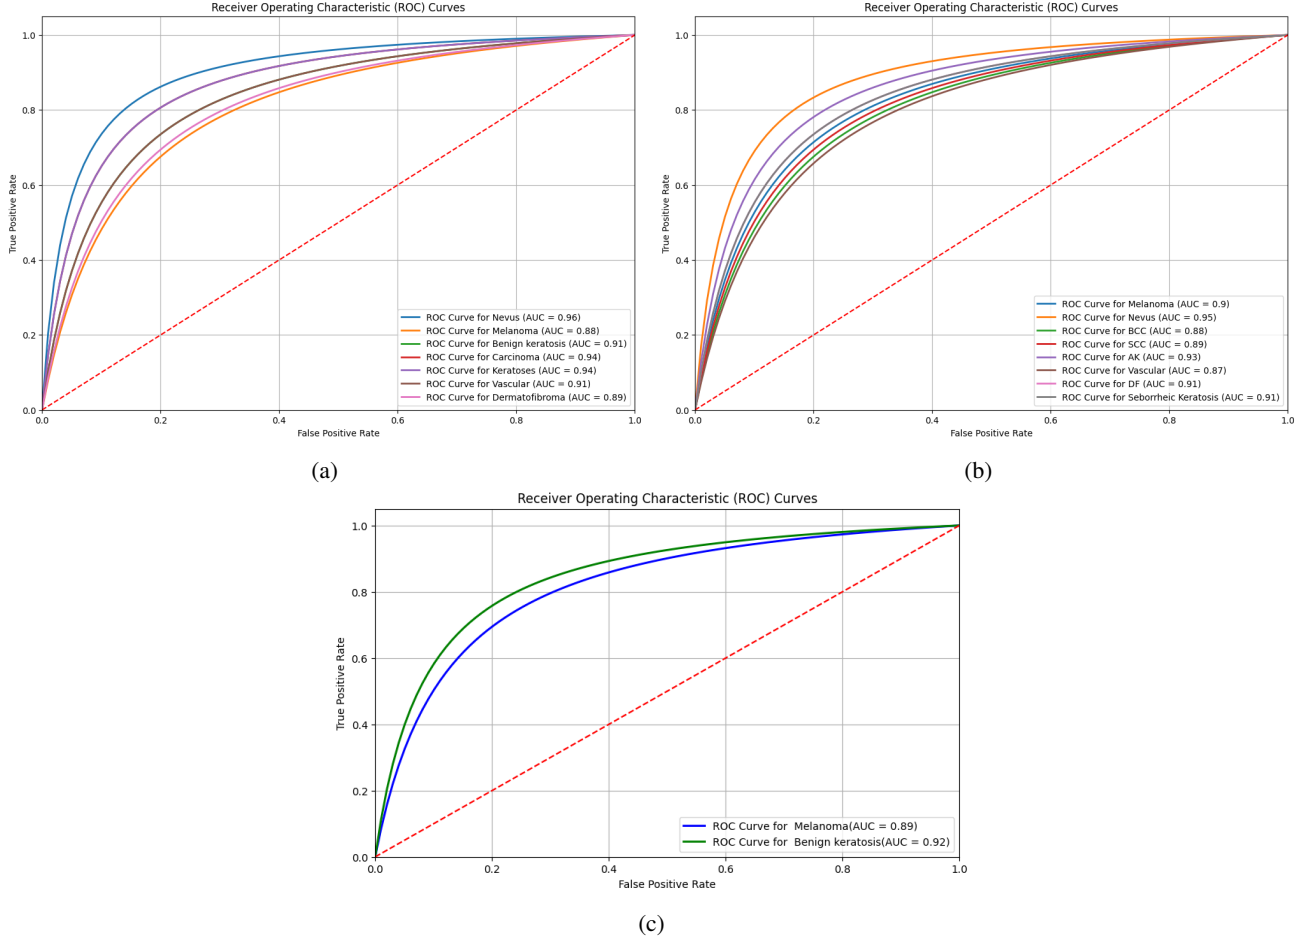 Receiver Operating Characteristic (ROC) Curves
True Positive Rate
1.0
0.8
0.6
0.4
0.2
0.0
ROC Curve for Nevus (AUC = 0.96)
ROC Curve for Melanoma (AUC = 0.88)
ROC Curve for Benign keratosis (AUC = 0.91)
ROC Curve for Carcinoma (AUC = 0.94)
ROC Curve for Keratoses (AUC = 0.94)
ROC Curve for Vascular (AUC = 0.91)
ROC Curve for Dermatofibroma (AUC = 0.89)
0.0 0.2 0.4 0.6 0.8 1.0
False Positive Rate
(a)
Receiver Operating Characteristic (ROC) Curves
True Positive Rate
1.0
0.8
0.6
0.4
0.2
0.0
ROC Curve for Melanoma (AUC = 0.9)
ROC Curve for Nevus (AUC = 0.95)
ROC Curve for BCC (AUC = 0.88)
ROC Curve for SCC (AUC = 0.89)
ROC Curve for AK (AUC = 0.93)
ROC Curve for Vascular (AUC = 0.87)
ROC Curve for DF (AUC = 0.91)
ROC Curve for Seborrheic Keratosis (AUC = 0.91)
0.0 0.2 0.4 0.6 0.8 1.0
False Positive Rate
(b)
Receiver Operating Characteristic (ROC) Curves
True Positive Rate
1.0
0.8
0.6
0.4
0.2
0.0
ROC Curve for  Melanoma(AUC = 0.89)
ROC Curve for  Benign keratosis(AUC = 0.92)
0.0 0.2 0.4 0.6 0.8 1.0
False Positive Rate
(c)